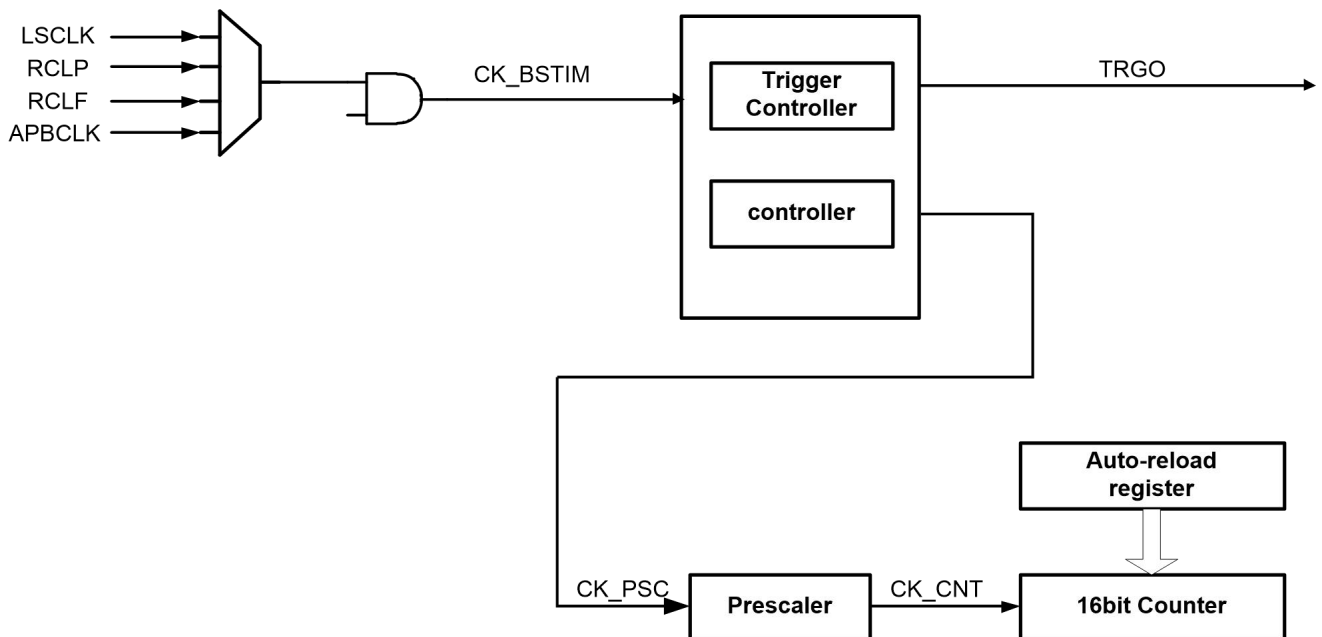 LSCLK
RCLP
RCLF
APBCLK
CK_BSTIM
Trigger
Controller
TRGO
controller
Auto-reload
register
CK_PSC
Prescaler
CK_CNT
16bit Counter